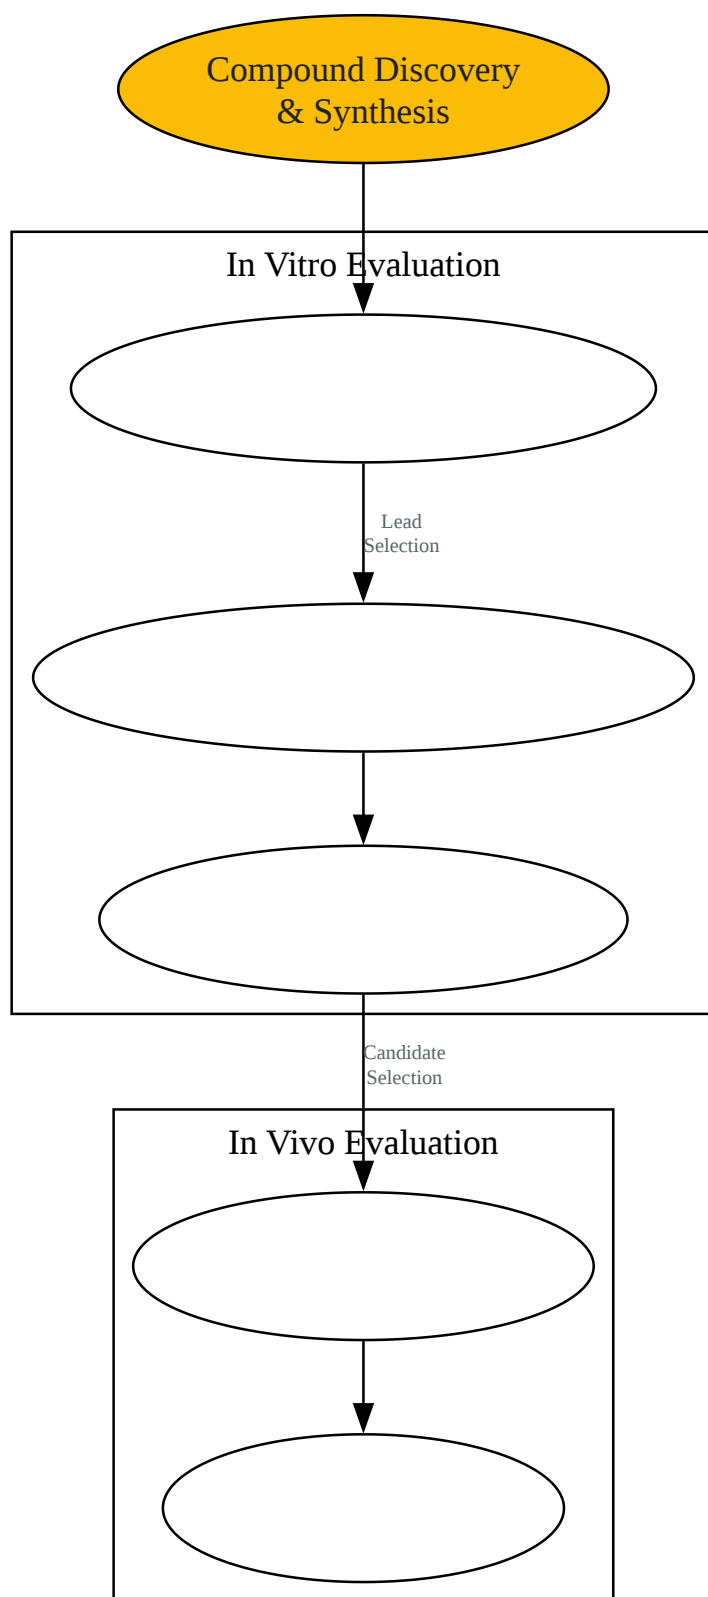 Compound Discovery
& Synthesis
In Vitro Evaluation
Lead
Selection
Candidate
Selection
In Vivo Evaluation